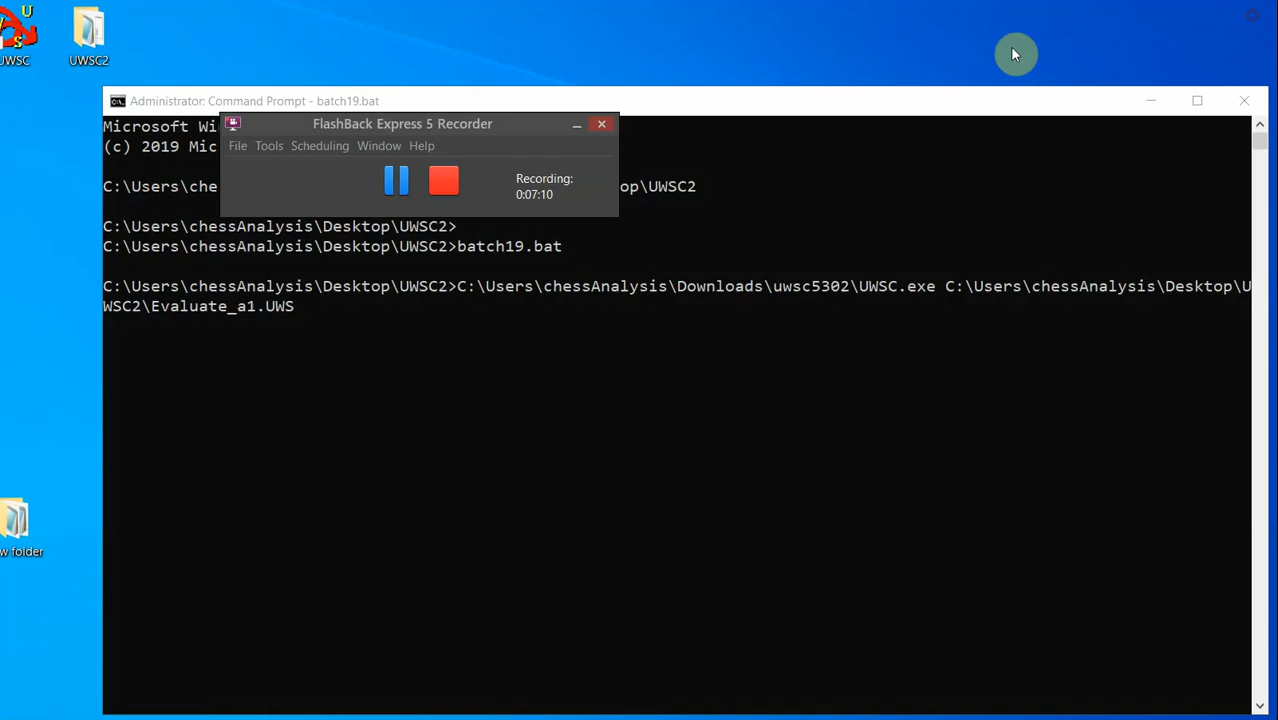 U
S
UWSC
UWSC2
Administrator: Command Prompt - batch19.bat
FlashBack Express 5 Recorder
File Tools Scheduling Window Help
Recording:
0:07:10
Microsoft Wi
(c) 2019 Mic
C:\Users\che
op\UWSC2
C:\Users\chessAnalysis\Desktop\UWSC2>
C:\Users\chessAnalysis\Desktop\UWSC2>batch19.bat
C:\Users\chessAnalysis\Desktop\UWSC2>C:\Users\chessAnalysis\Downloads\uwsc5302\UWSC.exe C:\Users\chessAnalysis\Desktop\U
WSC2\Evaluate_a1.UWS
w folder